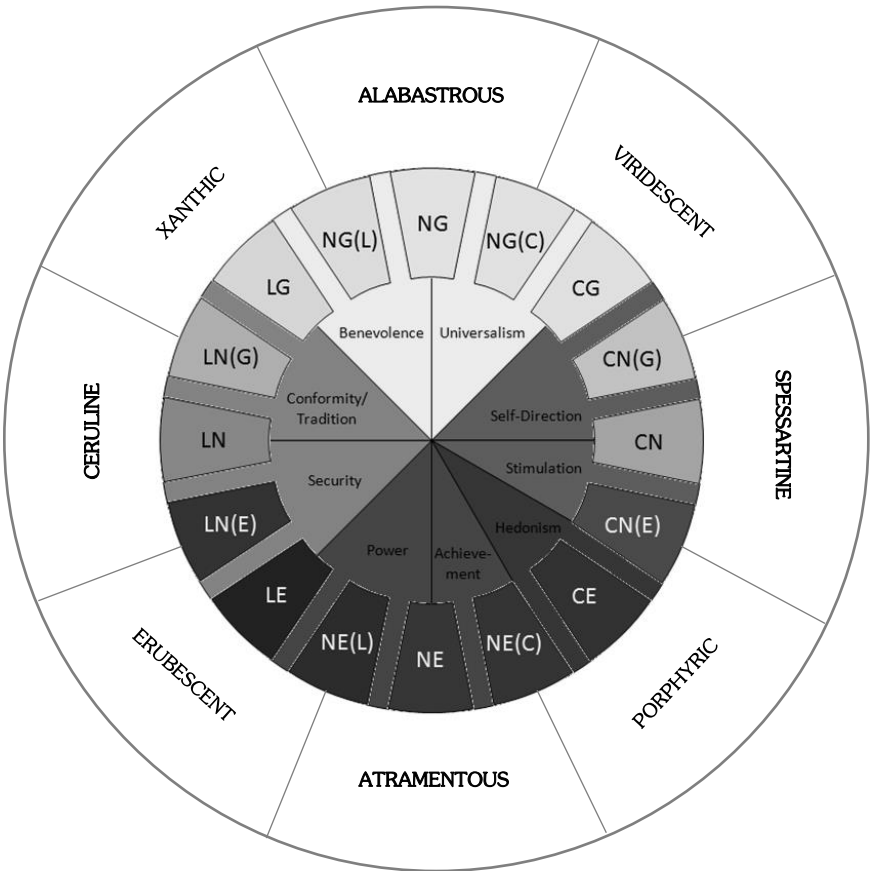 ALABASTROUS
VIRIDESCENT
SPESSARTINE
PORPHYRIC
ATRAMENTOUS
ERUBESCENT
CERULINE
XANTHIC
NG
NG(C)
CG
CN(G)
CN
CN(E)
CE
NE(C)
NE
NE(L)
LE
LN(E)
LN
LN(G)
LG
NG(L)
Benevolence
Universalism
Self-Direction
Stimulation
Hedonism
Achieve-
ment
Power
Security
Conformity/
Tradition